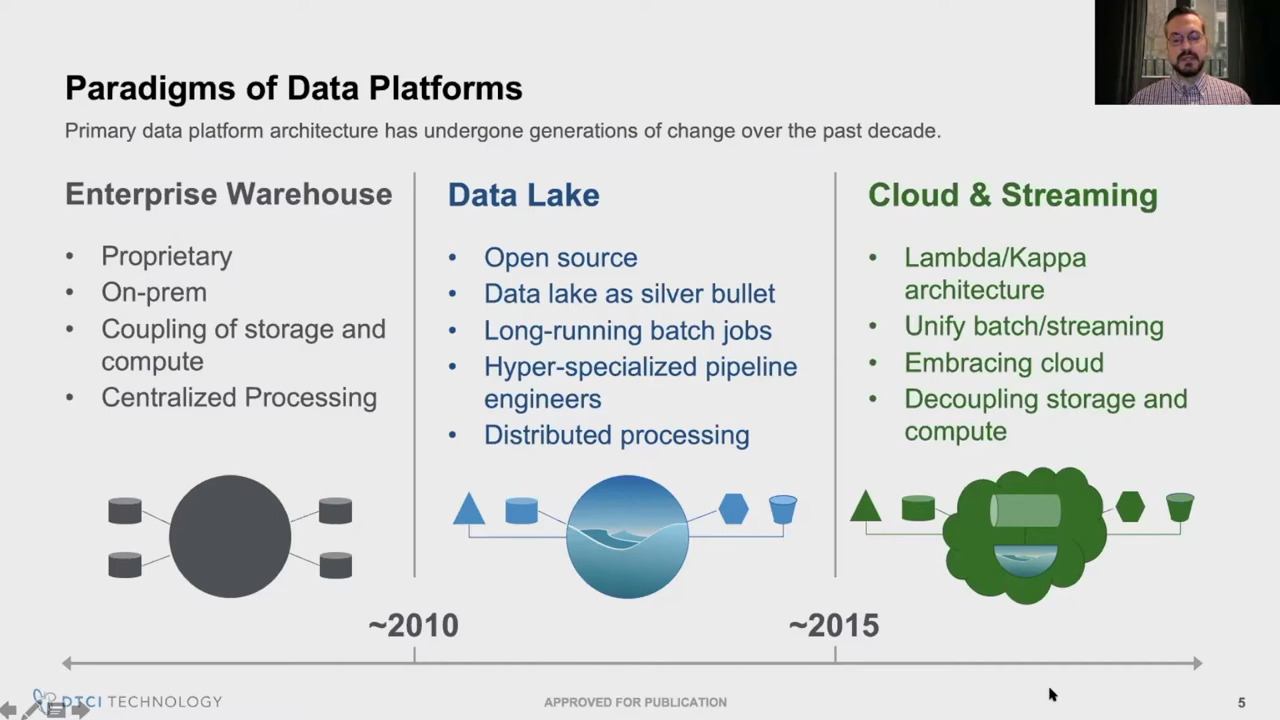 Paradigms of Data Platforms
Primary data platform architecture has undergone generations of change over the past decade.
Enterprise Warehouse
• Proprietary
• On-prem
• Coupling of storage and
compute
• Centralized Processing
Data Lake
• Open source
• Data lake as silver bullet
• Long-running batch jobs
• Hyper-specialized pipeline
engineers
• Distributed processing
Cloud & Streaming
• Lambda/Kappa
architecture
• Unify batch/streaming
• Embracing cloud
• Decoupling storage and
compute
~2010
~2015
DTCI TECHNOLOGY
APPROVED FOR PUBLICATION
5